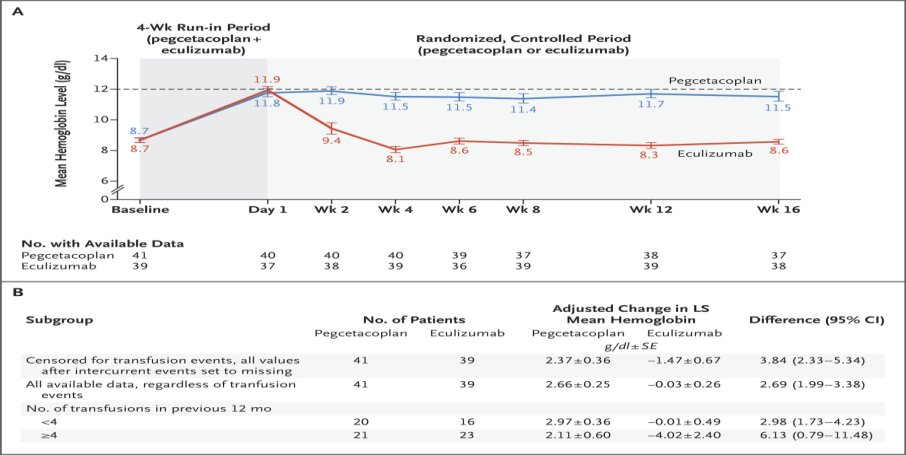 A
4-Wk Run-in Period
(pegcetacoplan+
eculizumab)
Randomized, Controlled Period
(pegcetacoplan or eculizumab)
Mean Hemoglobin Level (g/dl)
14
12
10
8
6
0
8.7
8.7
11.9
11.8
11.9
9.4
11.5
8.1
11.5
8.6
11.4
8.5
11.7
8.3
11.5
8.6
Pegcetacoplan
Eculizumab
Baseline Day 1 Wk 2 Wk 4 Wk 6 Wk 8 Wk 12 Wk 16
No. with Available Data
Pegcetacoplan 41 40 40 40 39 37 38 37
Eculizumab 39 37 38 39 36 39 39 38
B
Subgroup No. of Patients Adjusted Change in LS Mean Hemoglobin Difference (95% CI)
Pegcetacoplan Eculizumab Pegcetacoplan Eculizumab
g/dl±SE
Censored for transfusion events, all values 41 39 2.37±0.36 –1.47±0.67 3.84 (2.33–5.34)
after intercurrent events set to missing
All available data, regardless of tranfusion 41 39 2.66±0.25 –0.03±0.26 2.69 (1.99–3.38)
events
No. of transfusions in previous 12 mo
<4 20 16 2.97±0.36 –0.01±0.49 2.98 (1.73–4.23)
≥4 21 23 2.11±0.60 –4.02±2.40 6.13 (0.79–11.48)